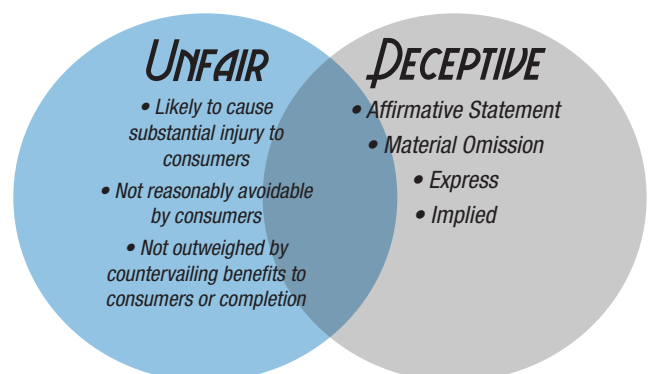 UNFAIR
• Likely to cause
substantial injury to
consumers
• Not reasonably avoidable
by consumers
• Not outweighed by
countervailing benefits to
consumers or completion
DECEPTIVE
• Affirmative Statement
• Material Omission
• Express
• Implied